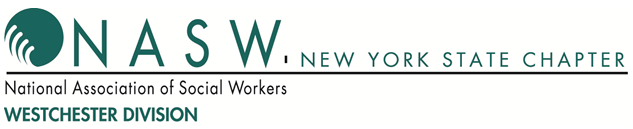 NASW. NEW YORK STATE CHAPTER
National Association of Social Workers
WESTCHESTER DIVISION